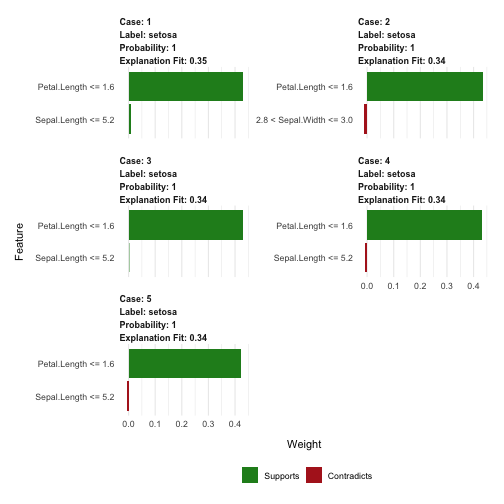 Case: 1
Label: setosa
Probability: 1
Explanation Fit: 0.35
Petal.Length <= 1.6
Sepal.Length <= 5.2
Case: 2
Label: setosa
Probability: 1
Explanation Fit: 0.34
Petal.Length <= 1.6
2.8 < Sepal.Width <= 3.0
Case: 3
Label: setosa
Probability: 1
Explanation Fit: 0.34
Petal.Length <= 1.6
Sepal.Length <= 5.2
Case: 4
Label: setosa
Probability: 1
Explanation Fit: 0.34
Petal.Length <= 1.6
Sepal.Length <= 5.2
0.0 0.1 0.2 0.3 0.4
Case: 5
Label: setosa
Probability: 1
Explanation Fit: 0.34
Petal.Length <= 1.6
Sepal.Length <= 5.2
0.0 0.1 0.2 0.3 0.4
Feature
Weight
Supports Contradicts